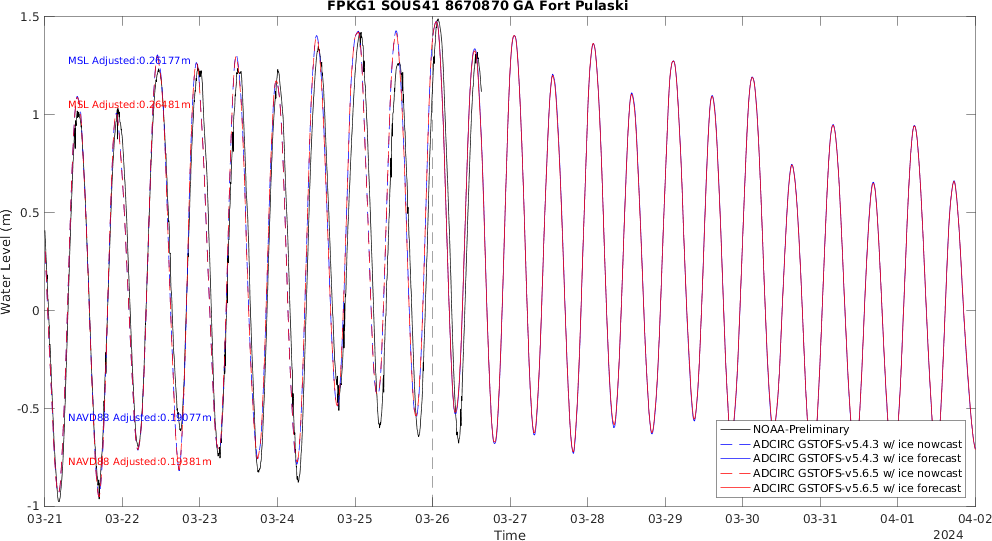 FPKG1 SOUS41 8670870 GA Fort Pulaski
1.5
MSL Adjusted:0.26177m
MSL Adjusted:0.26481m
1
0.5
Water Level (m)
0
-0.5
NAVD88 Adjusted:0.19077m
NAVD88 Adjusted:0.19381m
-1
NOAA-Preliminary
ADCIRC GSTOFS-v5.4.3 w/ ice nowcast
ADCIRC GSTOFS-v5.4.3 w/ ice forecast
ADCIRC GSTOFS-v5.6.5 w/ ice nowcast
ADCIRC GSTOFS-v5.6.5 w/ ice forecast
03-21 03-22 03-23 03-24 03-25 03-26 03-27 03-28 03-29 03-30 03-31 04-01 04-02
Time
2024